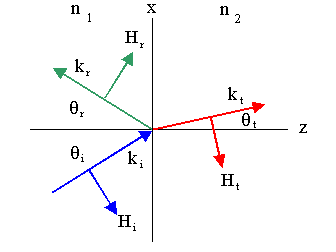 n 1 x n 2
H r
k r
k t
θ r
θ t
z
θ i
k i
H t
H i